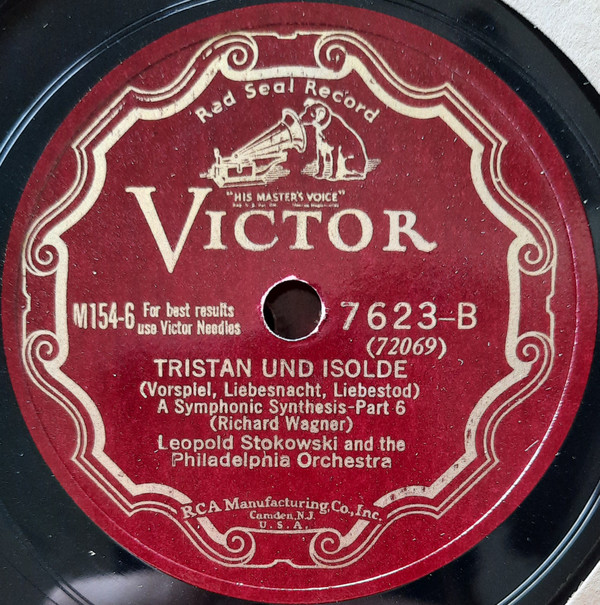 Red Seal Record
"HIS MASTER'S VOICE"
VICTOR
M154-6 For best results use Victor Needles
7623-B
(72069)
TRISTAN UND ISOLDE
(Vorspiel, Liebesnacht, Liebestod)
A Symphonic Synthesis-Part 6
(Richard Wagner)
Leopold Stokowski and the
Philadelphia Orchestra
RCA Manufacturing Co., Inc.
Camden, N.J.
U.S.A.